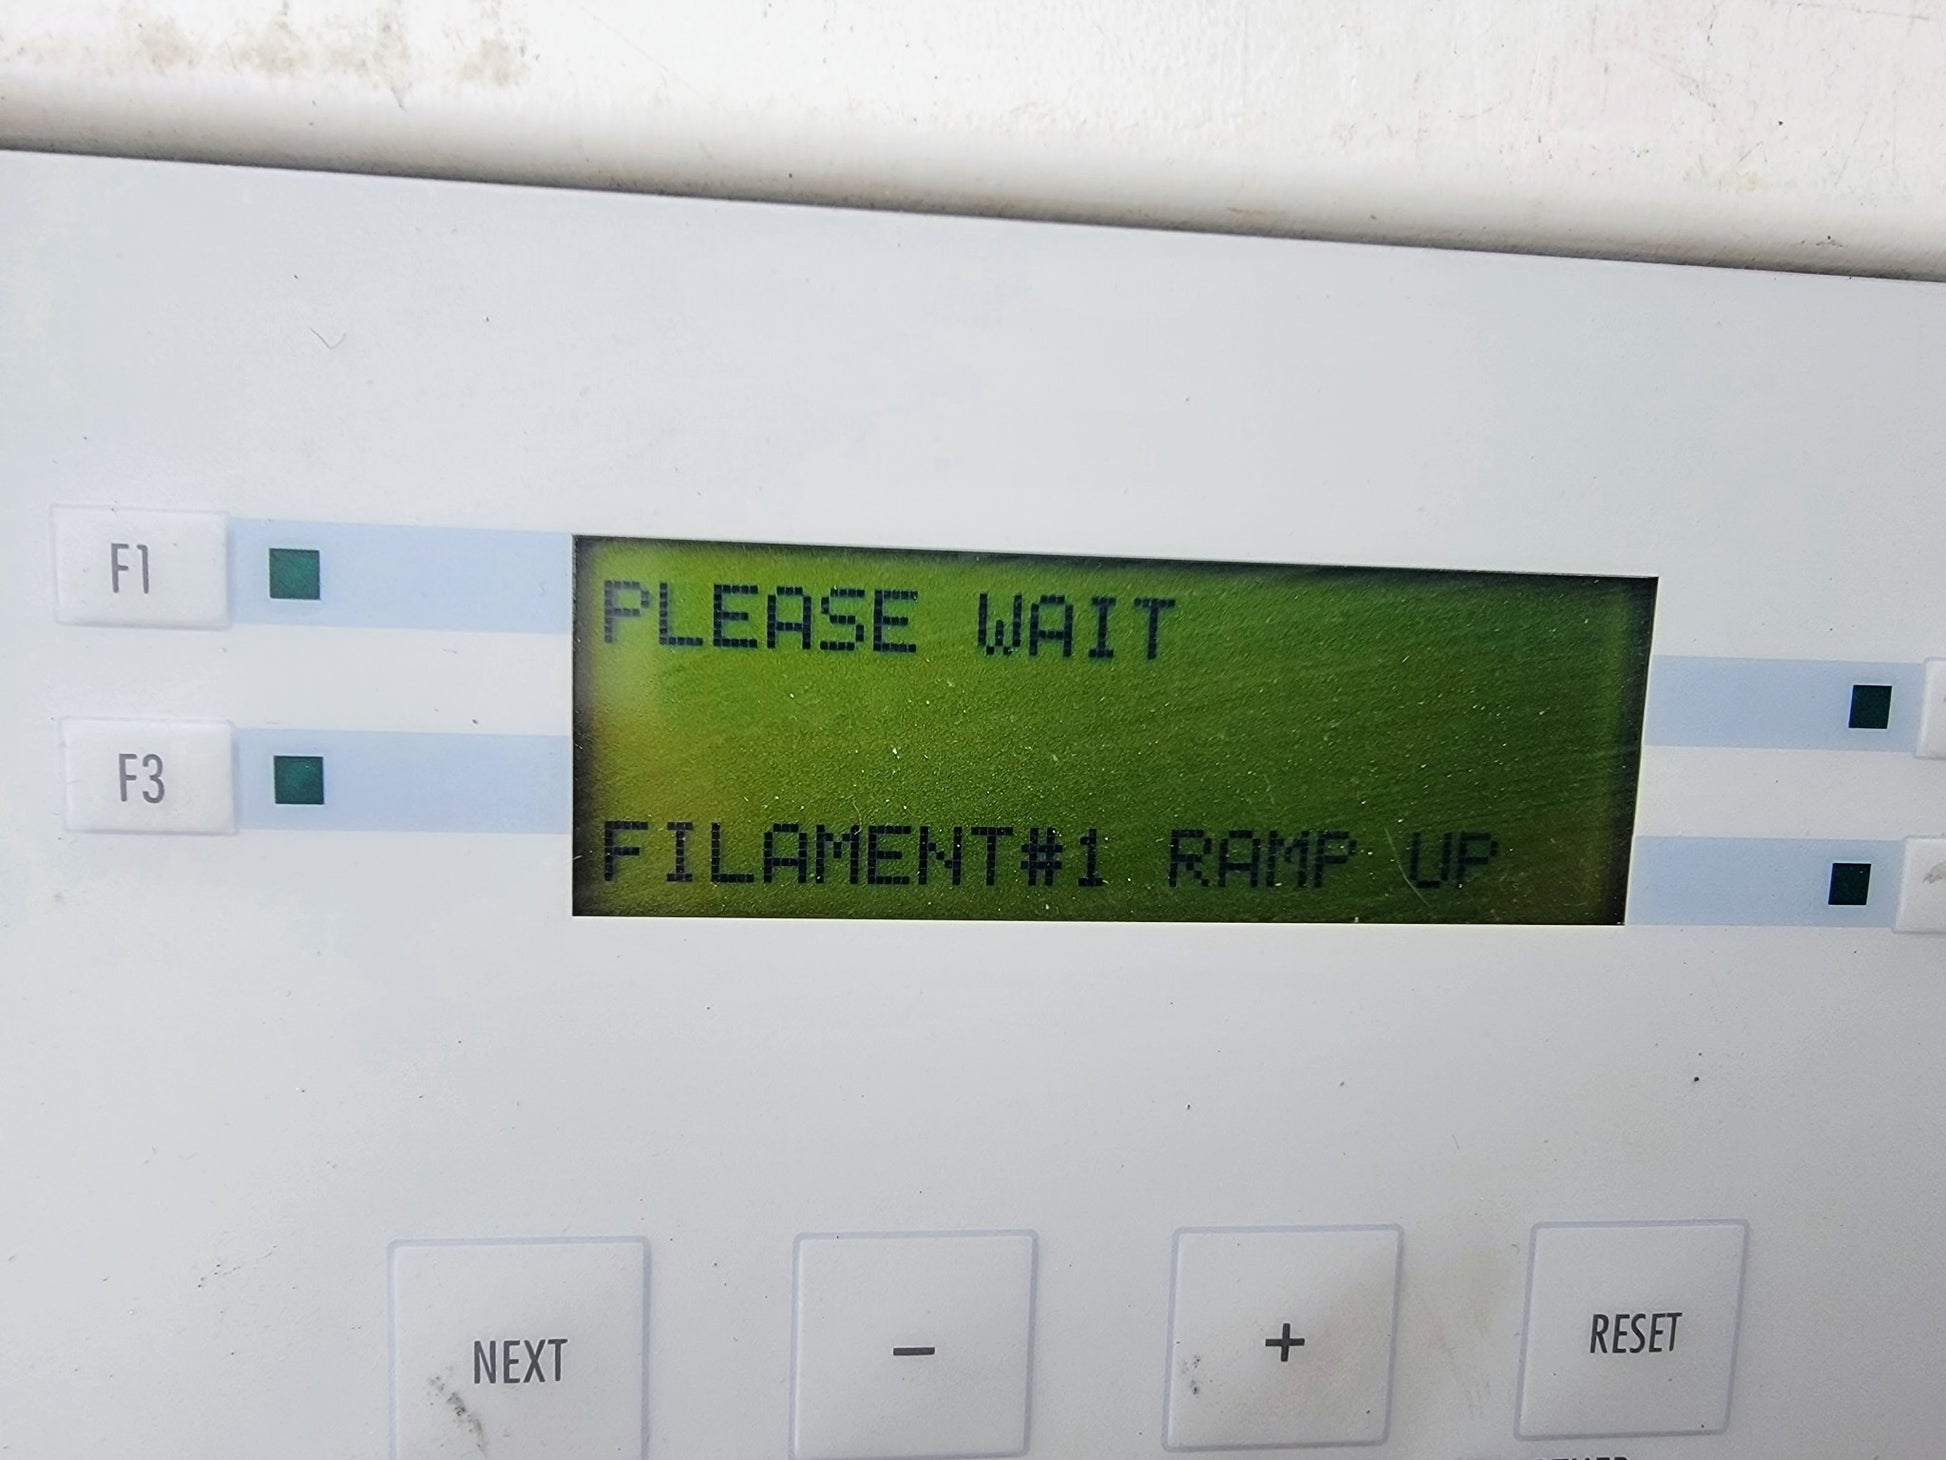 F1
PLEASE WAIT
F3
FILAMENT#1 RAMP UP
NEXT
-
+
RESET